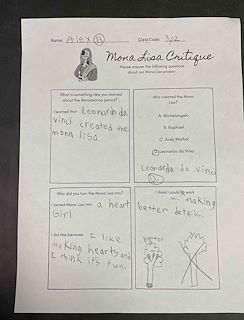 Name: Alex B Class Code: 3p2
Mona Lisa Critique
Please answer the following questions
about our Mona Lisa project
What is something new you learned
about the Renaissance period?
I learned that Leonardo da
vinci created the
mona lisa.
Who created the Mona
Lisa?
A. Michelangelo
B. Raphael
C. Andy Warhol
D Leonardo da Vinci
Leonardo da vinci
D.
Who did you turn the Mona Lisa into?
I turned Mona Lisa into a heart
Girl
I did this because I like
making hearts and
I think it's fun.
I think I could work
on... making
better details.
better